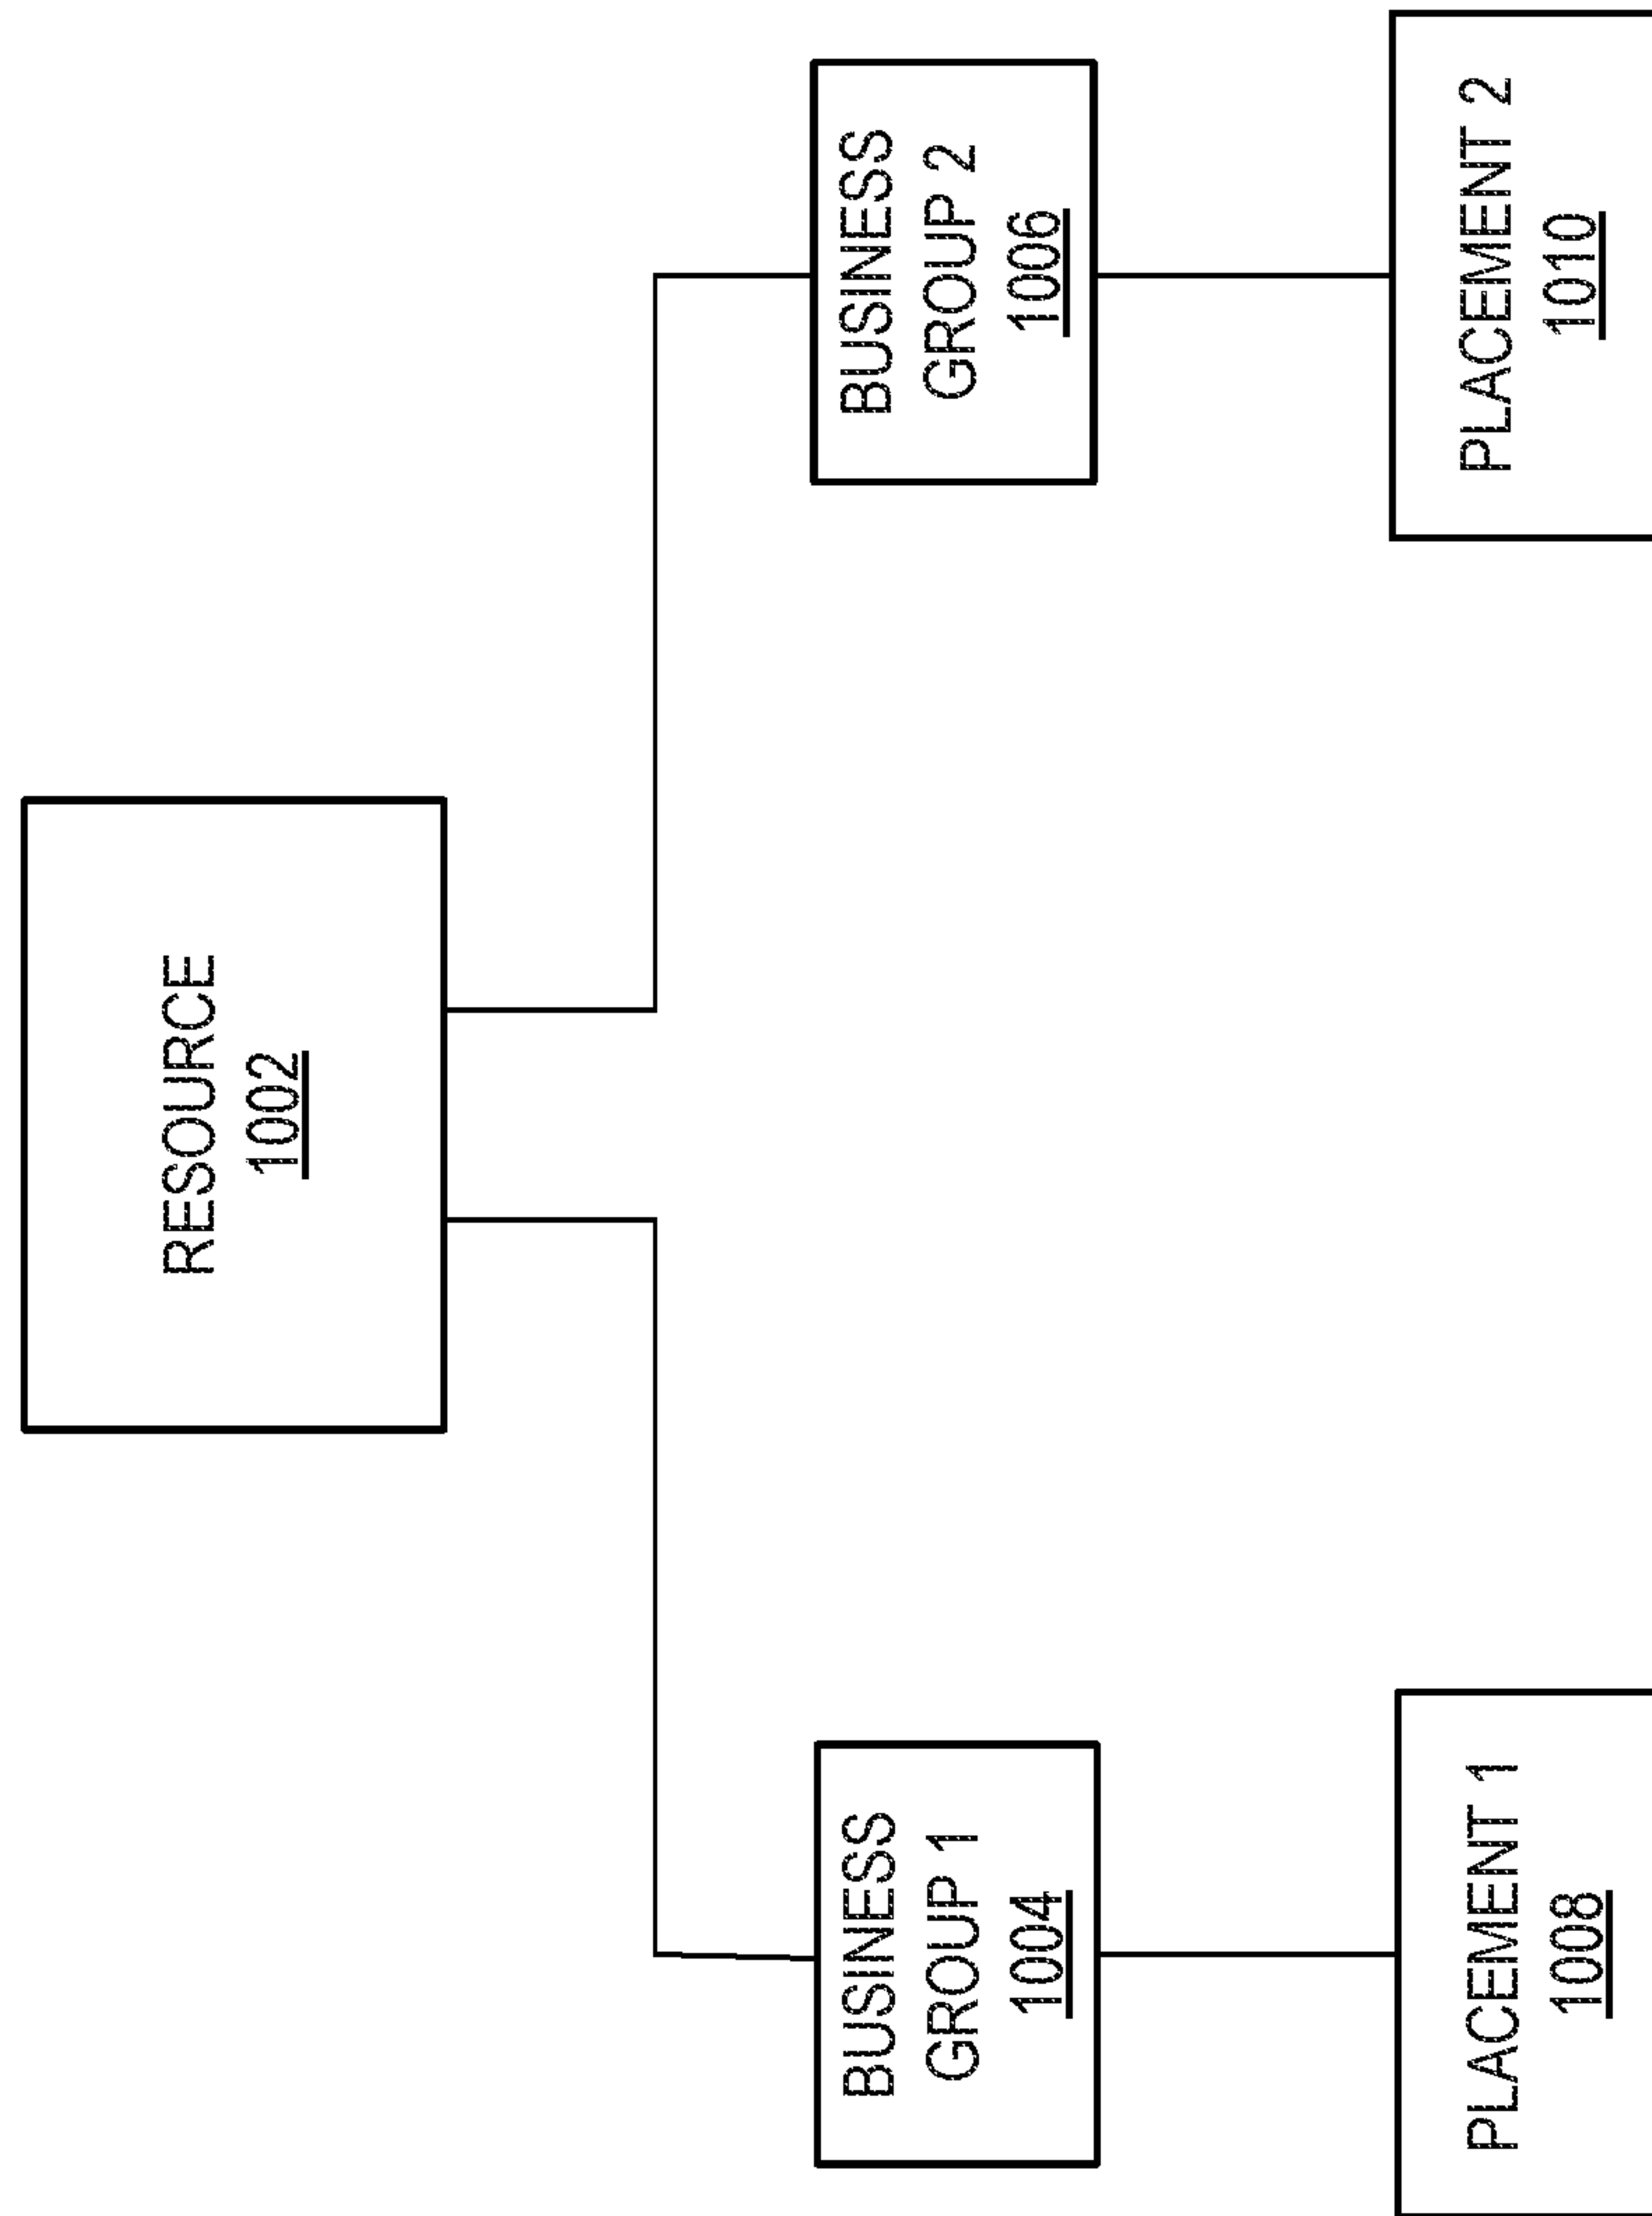 RESOURCE
1002
BUSINESS
GROUP 1
1004
BUSINESS
GROUP 2
1006
PLACEMENT 1
1008
PLACEMENT 2
1010